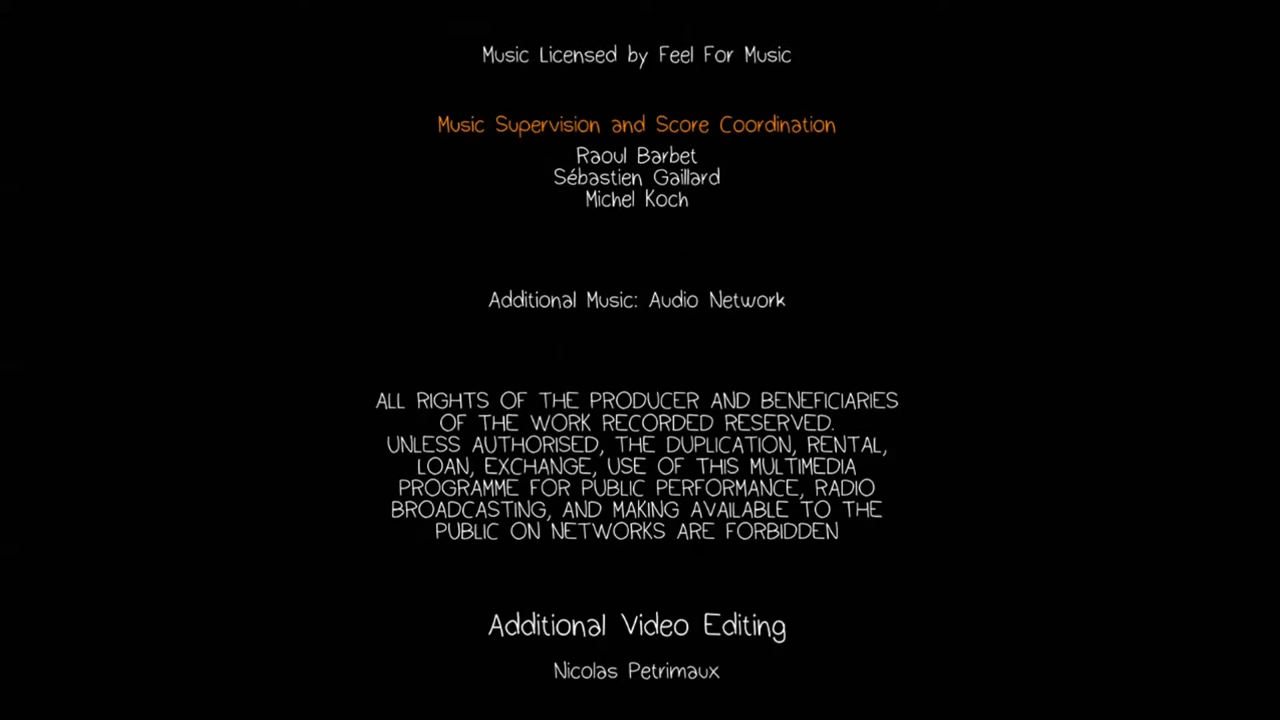 Music Licensed by Feel For Music
Music Supervision and Score Coordination
Raoul Barbet
Sébastien Gaillard
Michel Koch
Additional Music: Audio Network
ALL RIGHTS OF THE PRODUCER AND BENEFICIARIES
OF THE WORK RECORDED RESERVED.
UNLESS AUTHORISED, THE DUPLICATION, RENTAL,
LOAN, EXCHANGE, USE OF THIS MULTIMEDIA
PROGRAMME FOR PUBLIC PERFORMANCE, RADIO
BROADCASTING, AND MAKING AVAILABLE TO THE
PUBLIC ON NETWORKS ARE FORBIDDEN
Additional Video Editing
Nicolas Petrimaux